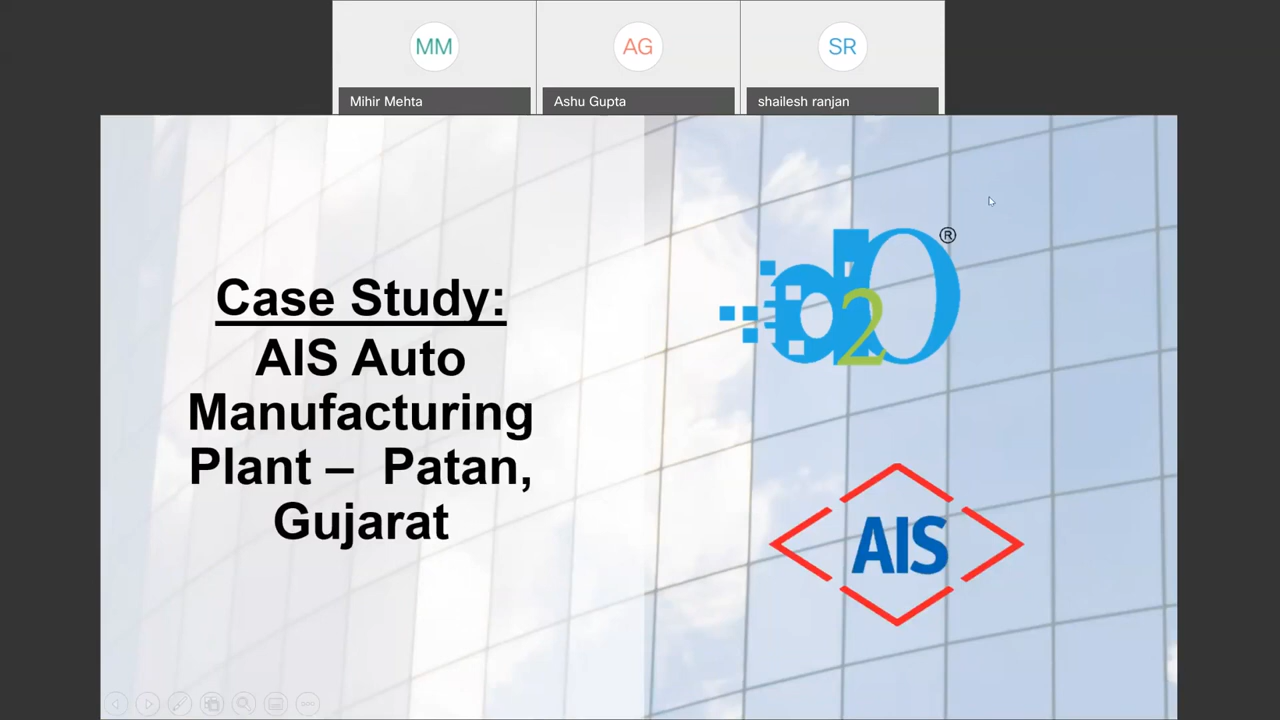 MM
AG
SR
Mihir Mehta
Ashu Gupta
shailesh ranjan
Case Study:
AIS Auto
Manufacturing
Plant – Patan,
Gujarat
d2O®
AIS